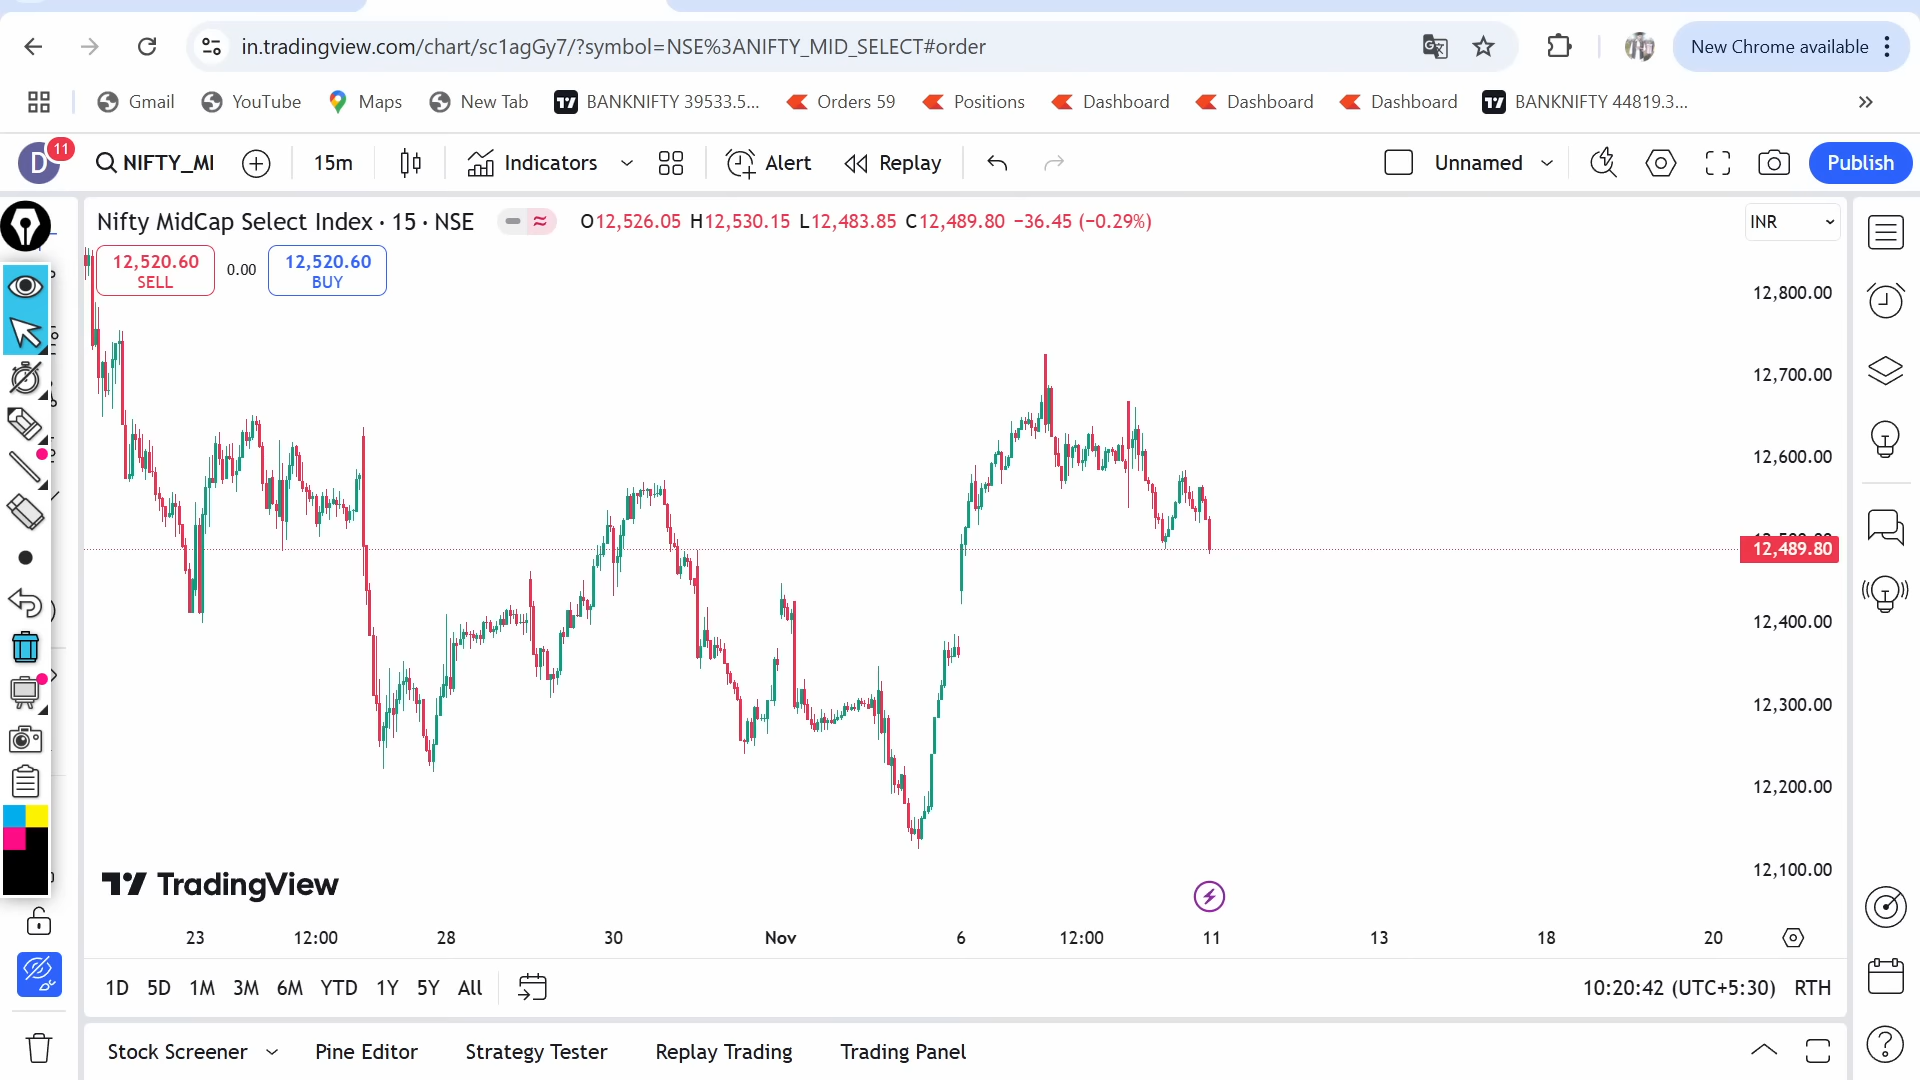 in.tradingview.com/chart/sc1agGy7/?symbol=NSE%3ANIFTY_MID_SELECT#order
New Chrome available
Gmail YouTube Maps New Tab BANKNIFTY 39533.5... Orders 59 Positions Dashboard Dashboard Dashboard BANKNIFTY 44819.3...
D 11 NIFTY_MI 15m Indicators Alert Replay Unnamed Publish
Nifty MidCap Select Index · 15 · NSE O12,526.05 H12,530.15 L12,483.85 C12,489.80 −36.45 (−0.29%) INR
12,520.60 SELL 0.00 12,520.60 BUY
12,800.00
12,700.00
12,600.00
12,489.80
12,400.00
12,300.00
12,200.00
12,100.00
TradingView
23 12:00 28 30 Nov 6 12:00 11 13 18 20
1D 5D 1M 3M 6M YTD 1Y 5Y All 10:20:42 (UTC+5:30) RTH
Stock Screener Pine Editor Strategy Tester Replay Trading Trading Panel